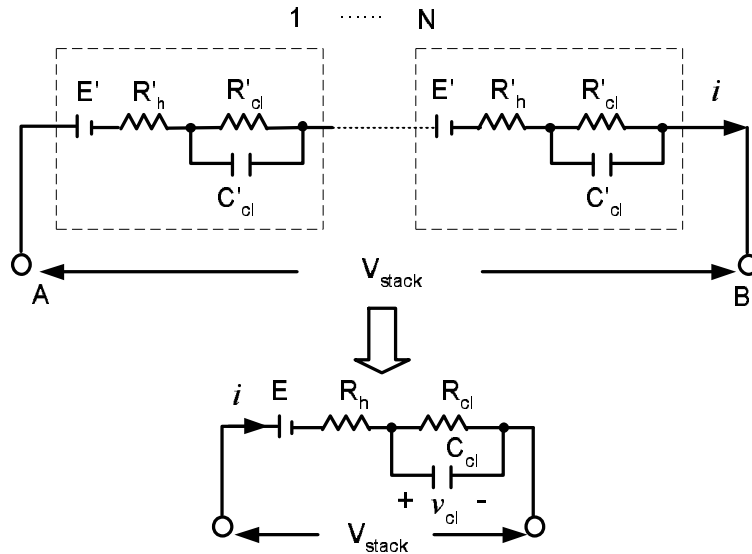 1 ...... N
E' R'h R'cl E' R'h R'cl i
C'cl C'cl
A Vstack B
i E Rh Rcl
Ccl
+ vcl -
Vstack